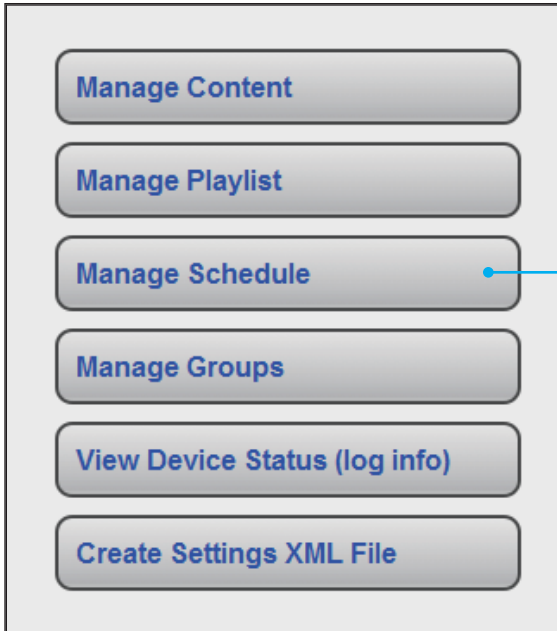 Manage Content
Manage Playlist
Manage Schedule
Manage Groups
View Device Status (log info)
Create Settings XML File